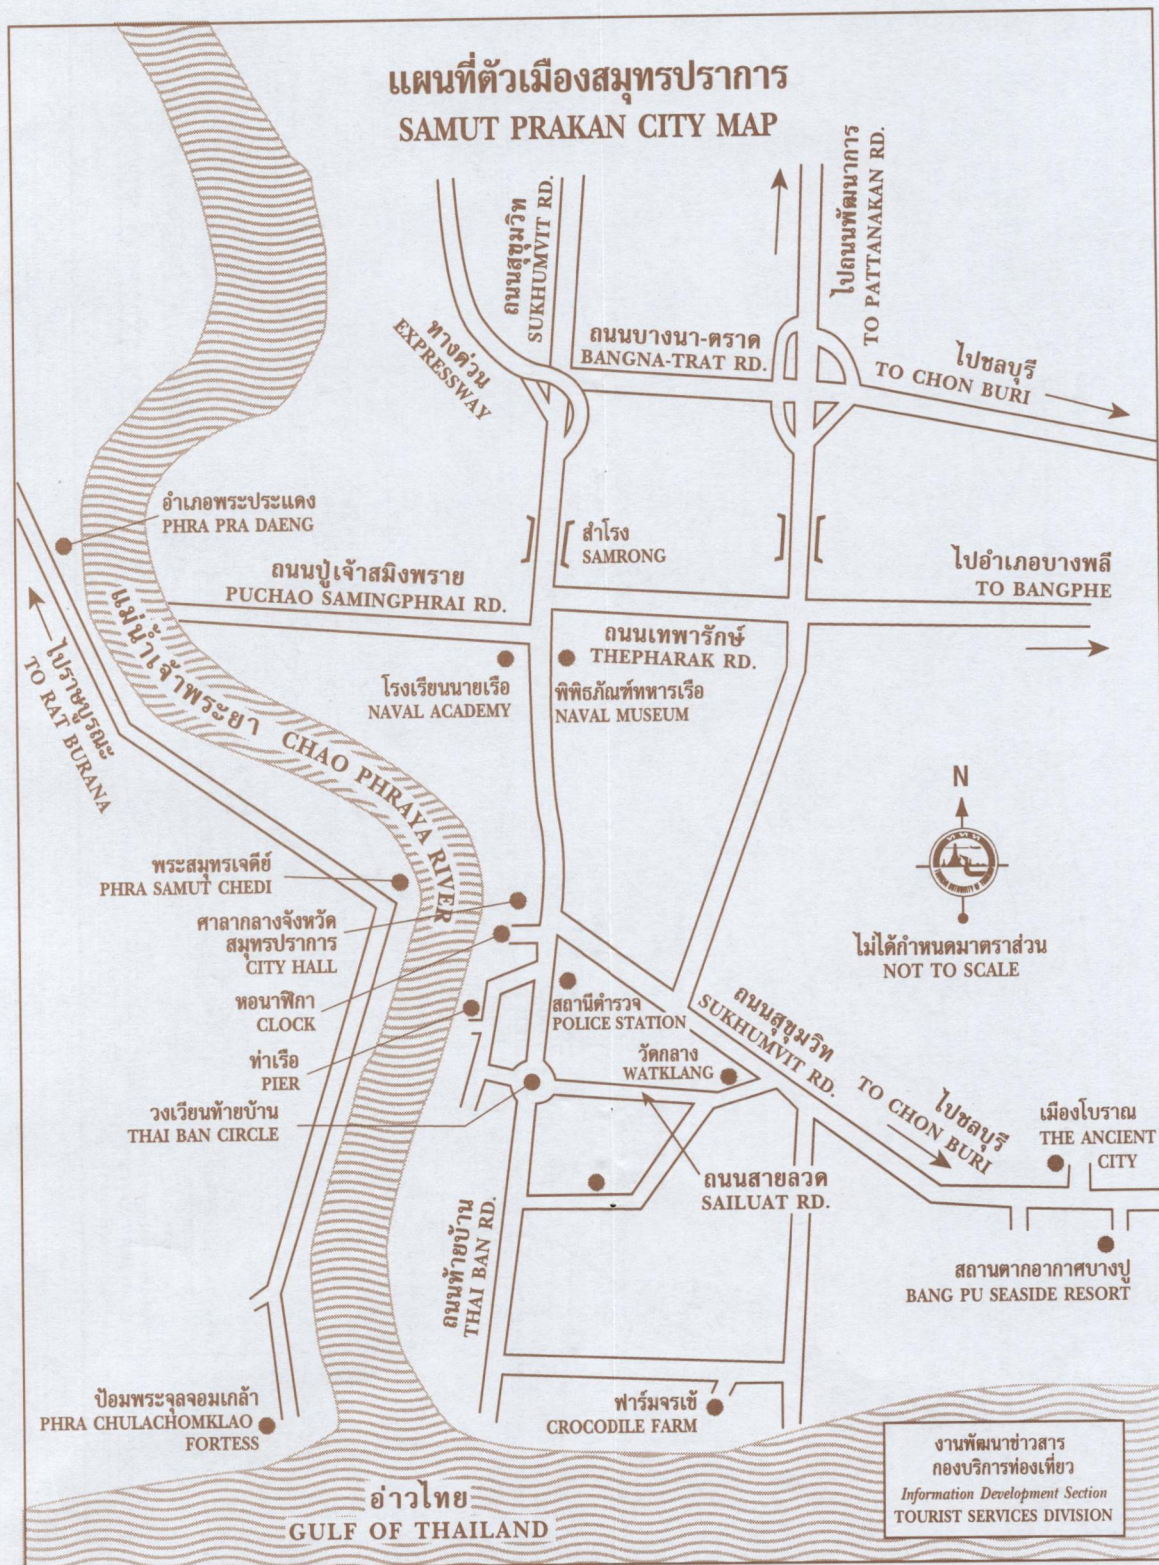 แผนที่ตัวเมืองสมุทรปราการ
SAMUT PRAKAN CITY MAP
ถนนสุขุมวิท
SUKHUMVIT RD.
ไปถนนพัฒนาการ
TO PATTANAKAN RD.
ทางด่วน
EXPRESSWAY
ถนนบางนา-ตราด
BANGNA-TRAT RD.
ไปชลบุรี
TO CHON BURI
อำเภอพระประแดง
PHRA PRA DAENG
สำโรง
SAMRONG
ถนนปู่เจ้าสมิงพราย
PUCHAO SAMINGPHRAI RD.
ไปอำเภอบางพลี
TO BANGPHE
ถนนเทพารักษ์
THEPHARAK RD.
แม่น้ำเจ้าพระยา CHAO PHRAYA RIVER
ไปราษบูรณะ
TO RAT BURANA
โรงเรียนนายเรือ
NAVAL ACADEMY
พิพิธภัณฑ์ทหารเรือ
NAVAL MUSEUM
N
ไม่ได้กำหนดมาตราส่วน
NOT TO SCALE
พระสมุทรเจดีย์
PHRA SAMUT CHEDI
ศาลากลางจังหวัด
สมุทรปราการ
CITY HALL
หอนาฬิกา
CLOCK
ท่าเรือ
PIER
วงเวียนท้ายบ้าน
THAI BAN CIRCLE
สถานีตำรวจ
POLICE STATION
วัดกลาง
WATKLANG
ถนนสุขุมวิท
SUKHUMVIT RD.
ไปชลบุรี
TO CHON BURI
เมืองโบราณ
THE ANCIENT
CITY
ถนนสายลวด
SAILUAT RD.
ถนนท้ายบ้าน
THAI BAN RD.
สถานตากอากาศบางปู
BANG PU SEASIDE RESORT
ป้อมพระจุลจอมเกล้า
PHRA CHULACHOMKLAO
FORTESS
ฟาร์มจรเข้
CROCODILE FARM
อ่าวไทย
GULF OF THAILAND
งานพัฒนาข่าวสาร
กองบริการท่องเที่ยว
Information Development Section
TOURIST SERVICES DIVISION